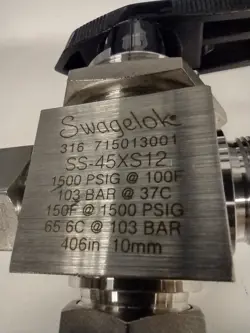 Swagelok
316 715013001
SS-45XS12
1500 PSIG @ 100F
103 BAR @ 37C
150F @ 1500 PSIG
65.6C @ 103 BAR
406in 10mm